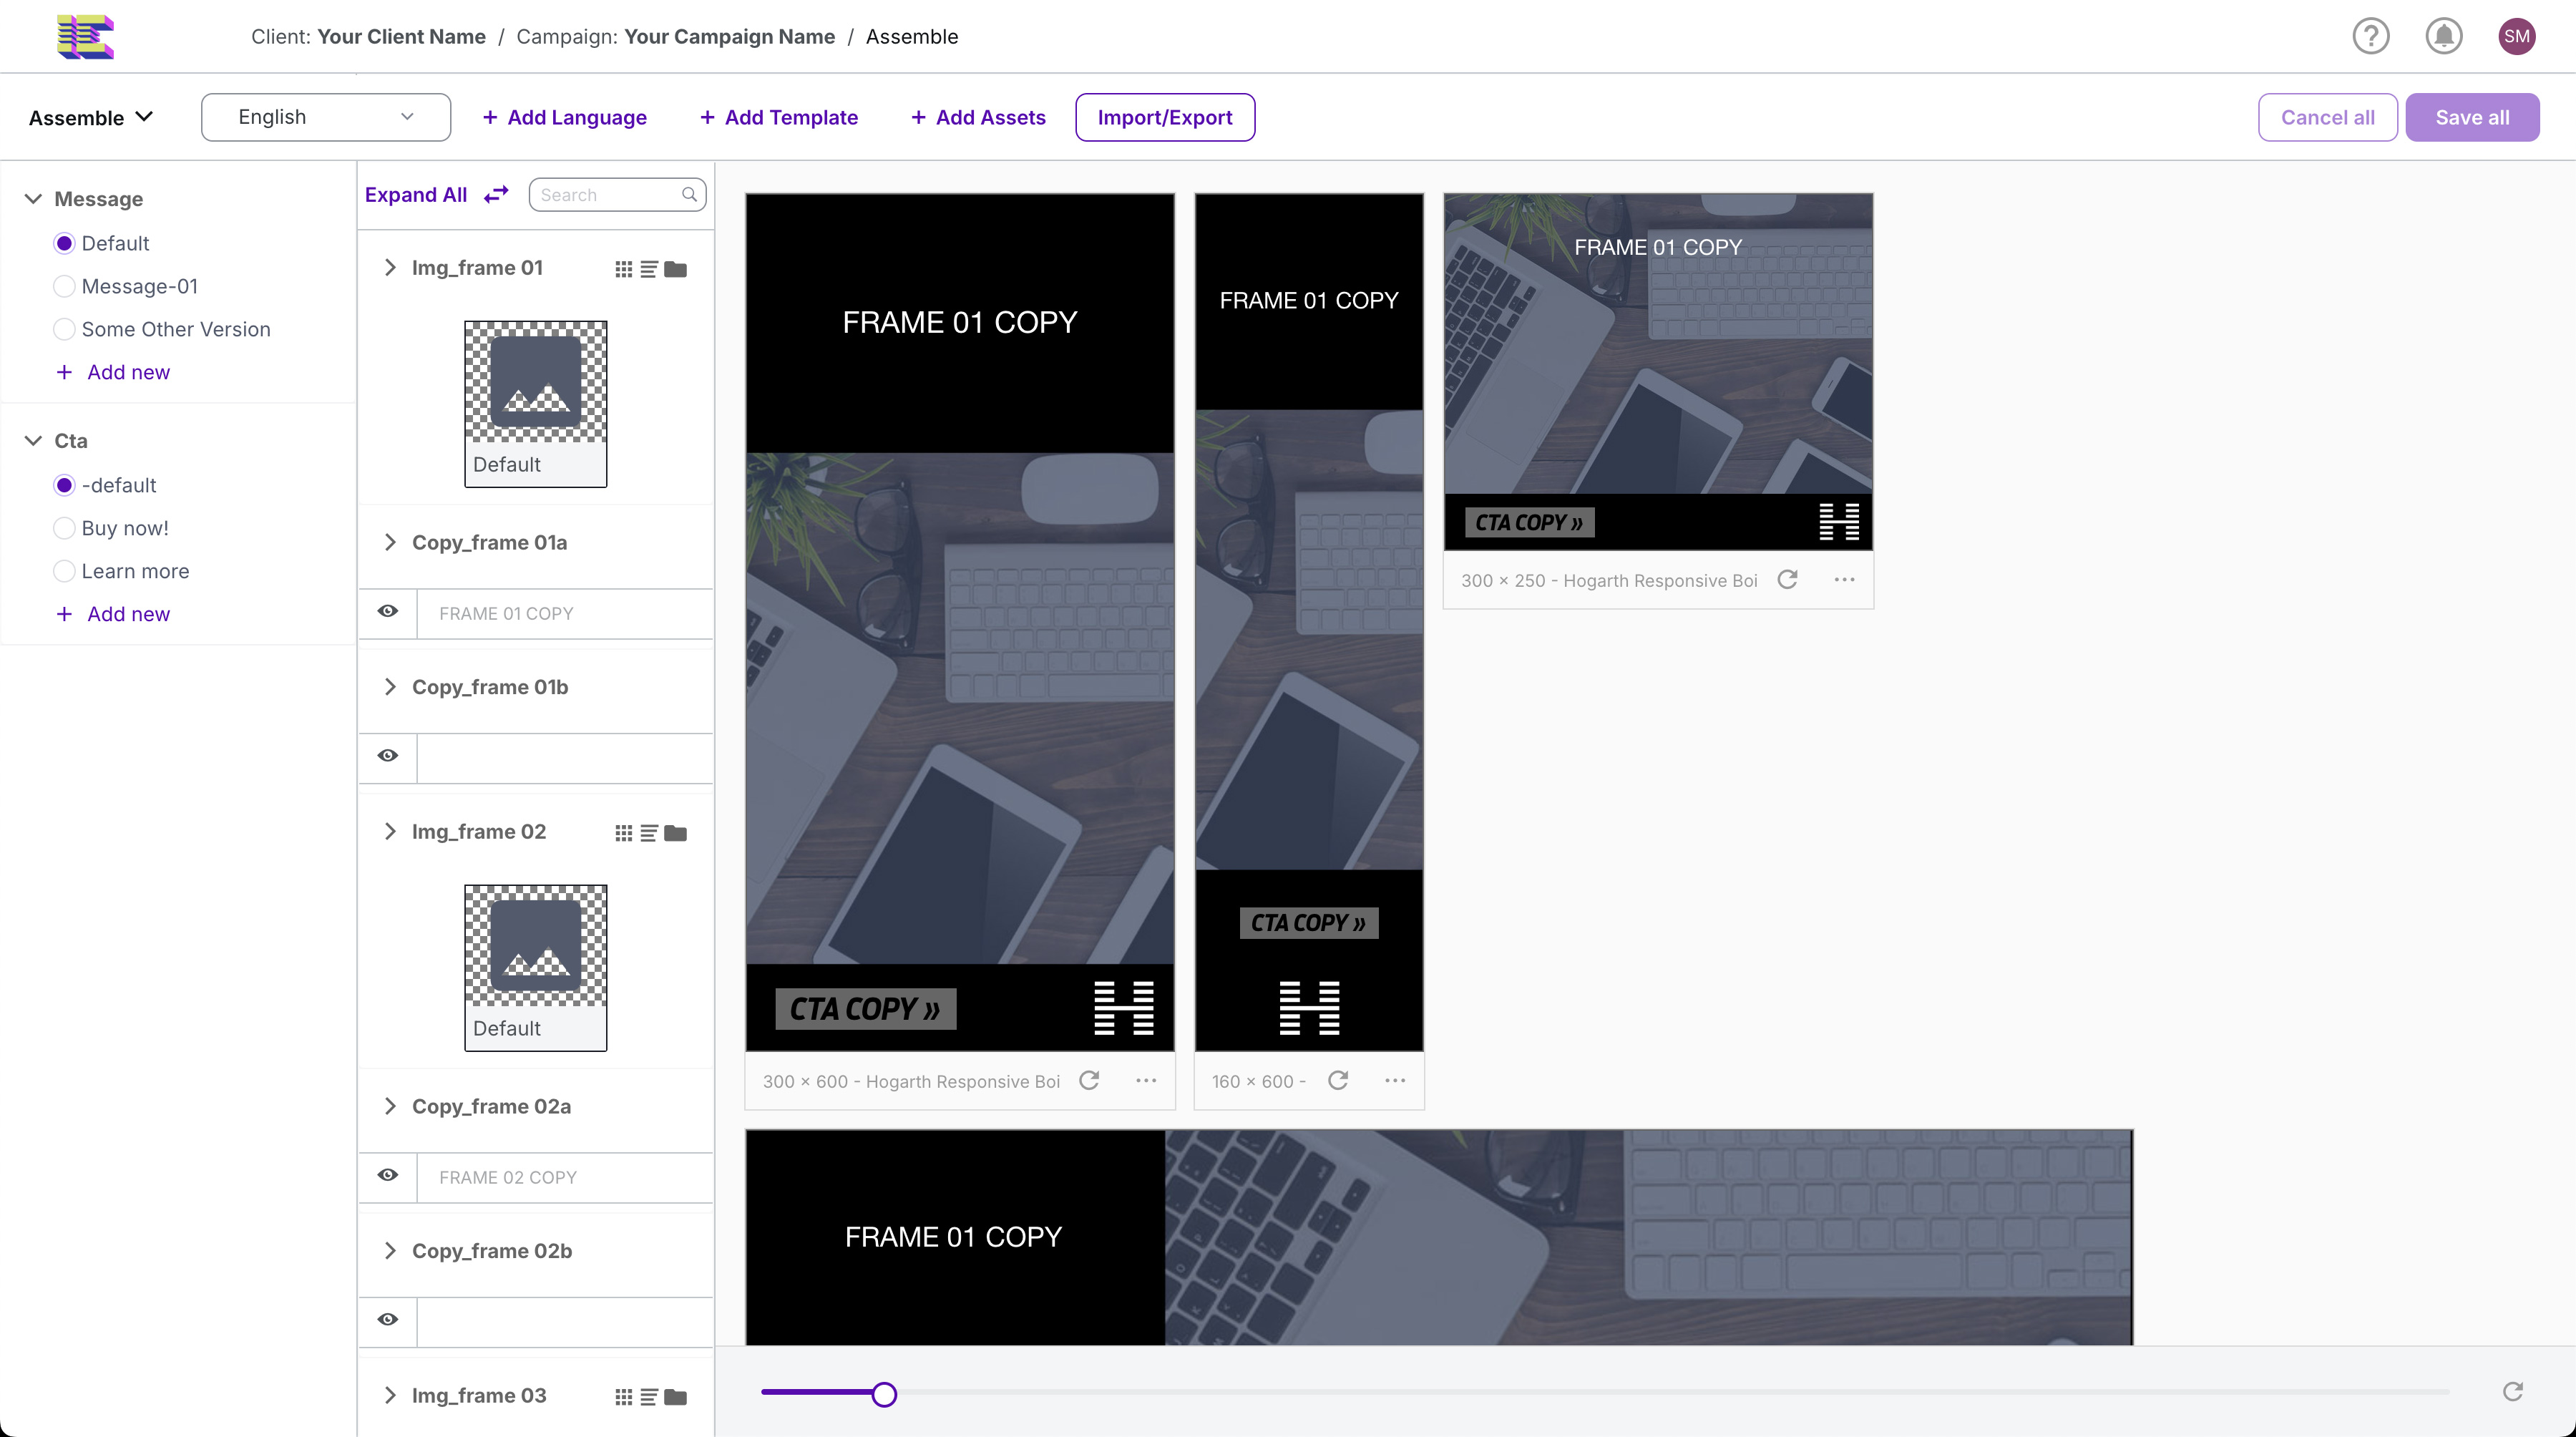 Client: Your Client Name / Campaign: Your Campaign Name / Assemble
SM
Assemble
English
+ Add Language
+ Add Template
+ Add Assets
Import/Export
Cancel all
Save all
Message
Default
Message-01
Some Other Version
+ Add new
Cta
-default
Buy now!
Learn more
+ Add new
Expand All
Search
Img_frame 01
Default
Copy_frame 01a
FRAME 01 COPY
Copy_frame 01b
Img_frame 02
Default
Copy_frame 02a
FRAME 02 COPY
Copy_frame 02b
Img_frame 03
FRAME 01 COPY
CTA COPY »
300 × 600 - Hogarth Responsive Boi
FRAME 01 COPY
CTA COPY »
160 × 600 -
FRAME 01 COPY
CTA COPY »
300 × 250 - Hogarth Responsive Boi
FRAME 01 COPY